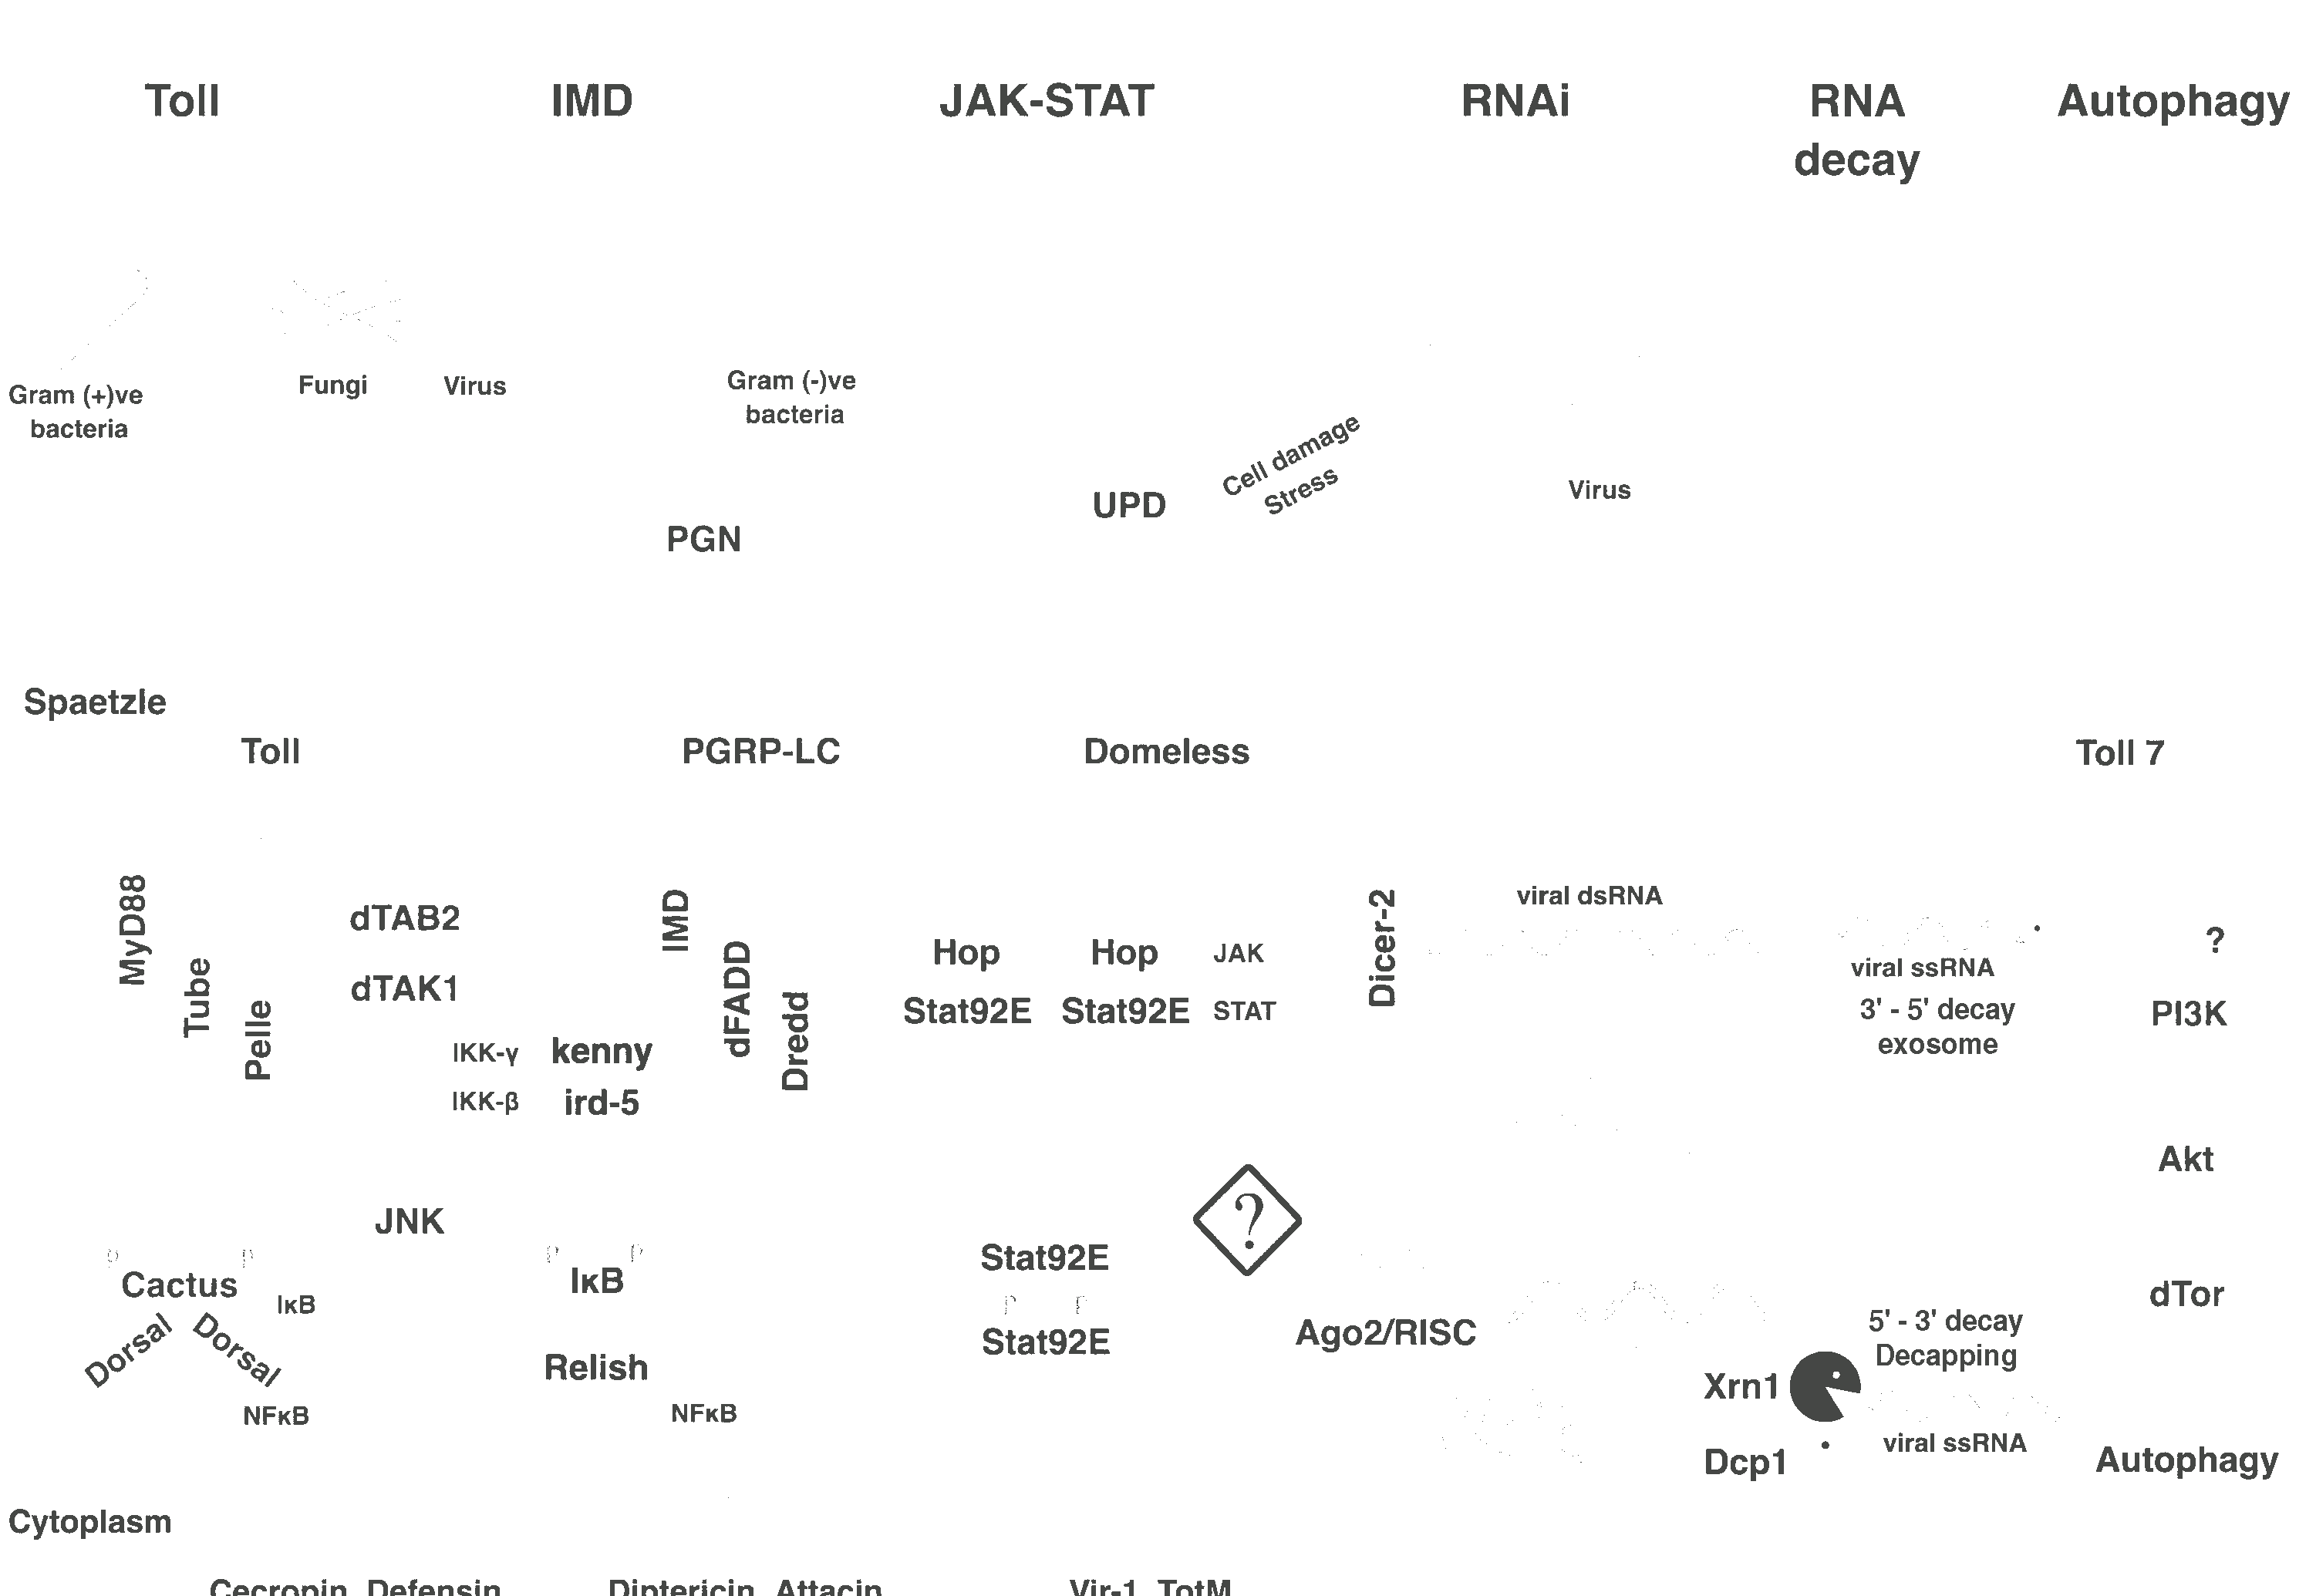 Toll
IMD
JAK-STAT
RNAi
RNA
decay
Autophagy
Gram (+)ve
bacteria
Fungi
Virus
Gram (-)ve
bacteria
Cell damage
Stress
UPD
Virus
PGN
Spaetzle
Toll
PGRP-LC
Domeless
Toll 7
MyD88
Tube
Pelle
dTAB2
dTAK1
IKK-γ
kenny
IKK-β
ird-5
IMD
dFADD
Dredd
Hop
Hop
JAK
Stat92E
Stat92E
STAT
Dicer-2
viral dsRNA
viral ssRNA
3' - 5' decay
exosome
?
PI3K
Akt
JNK
P
P
Cactus
IκB
Dorsal
Dorsal
NFκB
P
P
IκB
Relish
NFκB
?
Stat92E
P
P
Stat92E
Ago2/RISC
5' - 3' decay
Decapping
Xrn1
Dcp1
viral ssRNA
dTor
Autophagy
Cytoplasm
Cecropin Defensin
Diptericin Attacin
Vir-1 TotM